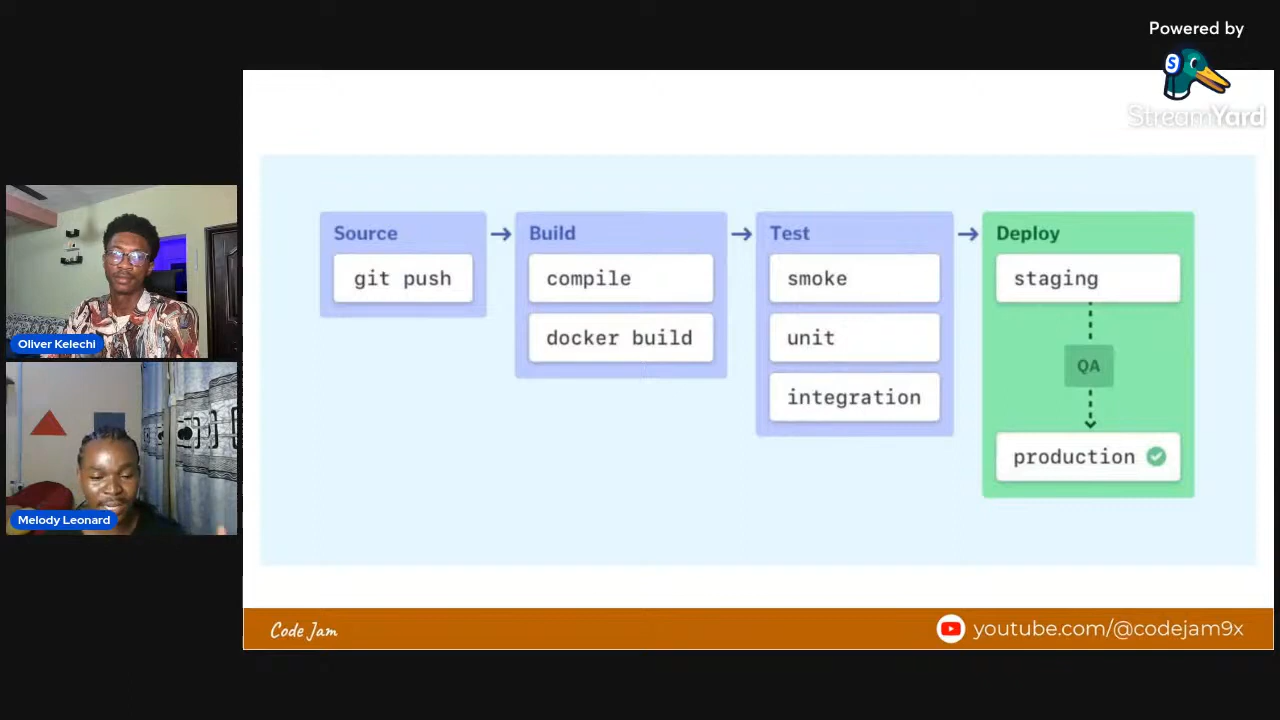 Powered by
S
StreamYard
Source
git push
Build
compile
docker build
Test
smoke
unit
integration
Deploy
staging
QA
production
Oliver Kelechi
Melody Leonard
Code Jam
youtube.com/@codejam9x